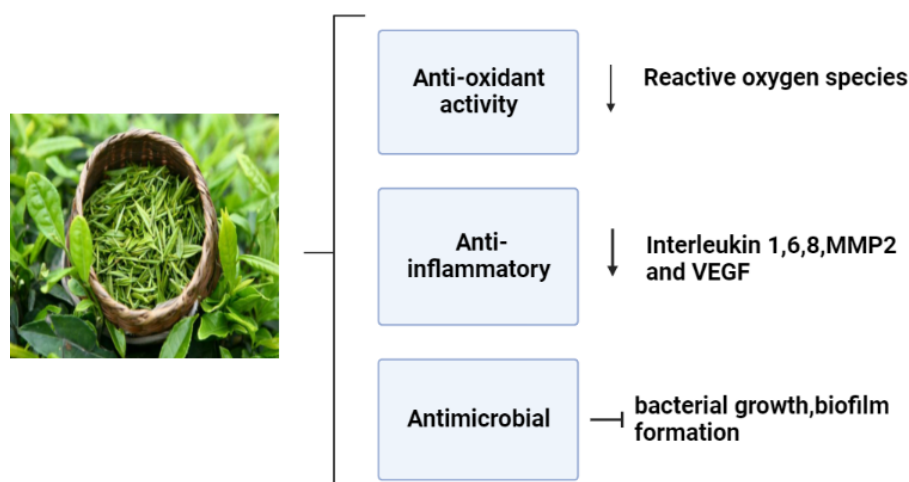 Anti-oxidant
activity
Reactive oxygen species
Anti-
inflammatory
Interleukin 1,6,8,MMP2
and VEGF
Antimicrobial
bacterial growth,biofilm
formation